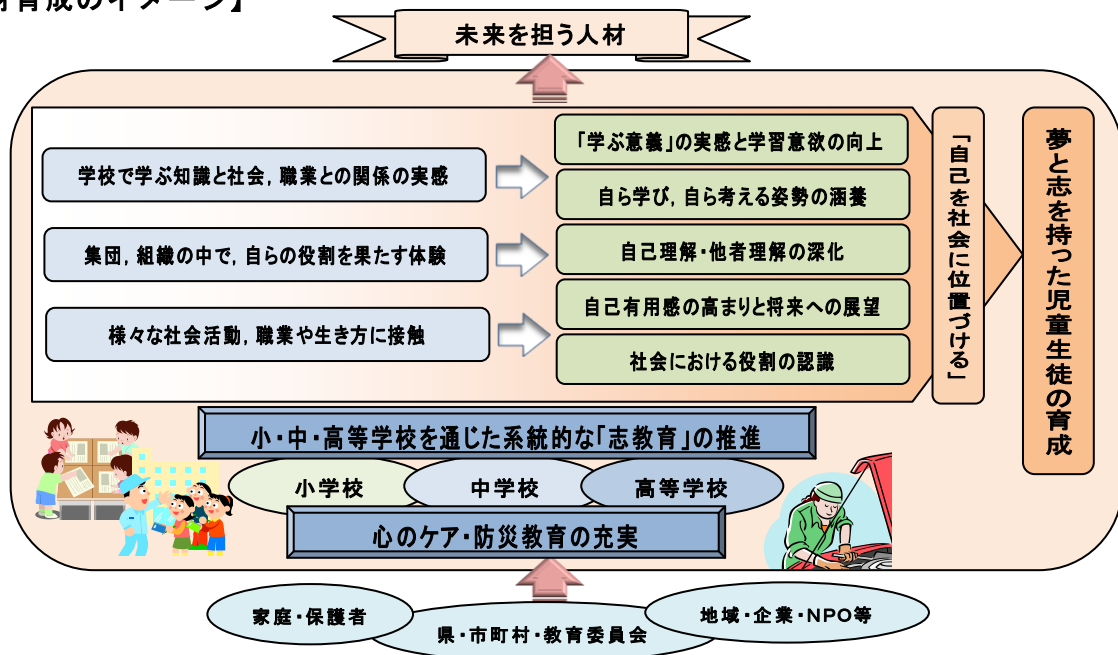 材育成のイメージ】
未来を担う人材
学校で学ぶ知識と社会，職業との関係の実感
集団，組織の中で，自らの役割を果たす体験
様々な社会活動，職業や生き方に接触
「学ぶ意義」の実感と学習意欲の向上
自ら学び，自ら考える姿勢の涵養
自己理解・他者理解の深化
自己有用感の高まりと将来への展望
社会における役割の認識
「自己を社会に位置づける」
夢と志を持った児童生徒の育成
小・中・高等学校を通じた系統的な「志教育」の推進
小学校
中学校
高等学校
心のケア・防災教育の充実
家庭・保護者
県・市町村・教育委員会
地域・企業・NPO等